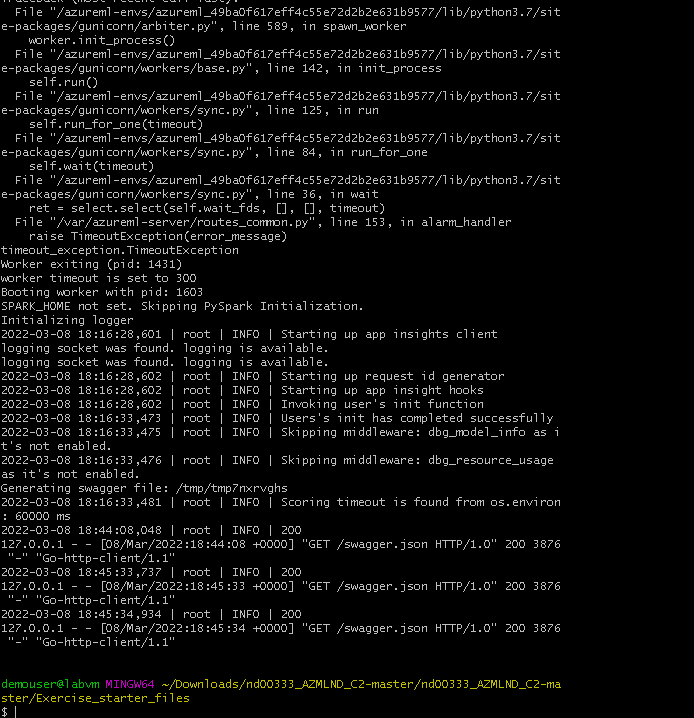 Traceback (most recent call last):
  File "/azureml-envs/azureml_49ba0f617eff4c55e72d2b2e631b9577/lib/python3.7/sit
e-packages/gunicorn/arbiter.py", line 589, in spawn_worker
    worker.init_process()
  File "/azureml-envs/azureml_49ba0f617eff4c55e72d2b2e631b9577/lib/python3.7/sit
e-packages/gunicorn/workers/base.py", line 142, in init_process
    self.run()
  File "/azureml-envs/azureml_49ba0f617eff4c55e72d2b2e631b9577/lib/python3.7/sit
e-packages/gunicorn/workers/sync.py", line 125, in run
    self.run_for_one(timeout)
  File "/azureml-envs/azureml_49ba0f617eff4c55e72d2b2e631b9577/lib/python3.7/sit
e-packages/gunicorn/workers/sync.py", line 84, in run_for_one
    self.wait(timeout)
  File "/azureml-envs/azureml_49ba0f617eff4c55e72d2b2e631b9577/lib/python3.7/sit
e-packages/gunicorn/workers/sync.py", line 36, in wait
    ret = select.select(self.wait_fds, [], [], timeout)
  File "/var/azureml-server/routes_common.py", line 153, in alarm_handler
    raise TimeoutException(error_message)
timeout_exception.TimeoutException
Worker exiting (pid: 1431)
worker timeout is set to 300
Booting worker with pid: 1603
SPARK_HOME not set. Skipping PySpark Initialization.
Initializing logger
2022-03-08 18:16:28,601 | root | INFO | Starting up app insights client
logging socket was found. logging is available.
logging socket was found. logging is available.
2022-03-08 18:16:28,602 | root | INFO | Starting up request id generator
2022-03-08 18:16:28,602 | root | INFO | Starting up app insight hooks
2022-03-08 18:16:28,602 | root | INFO | Invoking user's init function
2022-03-08 18:16:33,473 | root | INFO | Users's init has completed successfully
2022-03-08 18:16:33,475 | root | INFO | Skipping middleware: dbg_model_info as i
t's not enabled.
2022-03-08 18:16:33,476 | root | INFO | Skipping middleware: dbg_resource_usage
as it's not enabled.
Generating swagger file: /tmp/tmp7nxrvghs
2022-03-08 18:16:33,481 | root | INFO | Scoring timeout is found from os.environ
: 60000 ms
2022-03-08 18:44:08,048 | root | INFO | 200
127.0.0.1 - - [08/Mar/2022:18:44:08 +0000] "GET /swagger.json HTTP/1.0" 200 3876
 "-" "Go-http-client/1.1"
2022-03-08 18:45:33,737 | root | INFO | 200
127.0.0.1 - - [08/Mar/2022:18:45:33 +0000] "GET /swagger.json HTTP/1.0" 200 3876
 "-" "Go-http-client/1.1"
2022-03-08 18:45:34,934 | root | INFO | 200
127.0.0.1 - - [08/Mar/2022:18:45:34 +0000] "GET /swagger.json HTTP/1.0" 200 3876
 "-" "Go-http-client/1.1"
demouser@labvm MINGW64 ~/Downloads/nd00333_AZMLND_C2-master/nd00333_AZMLND_C2-ma
ster/Exercise_starter_files
$